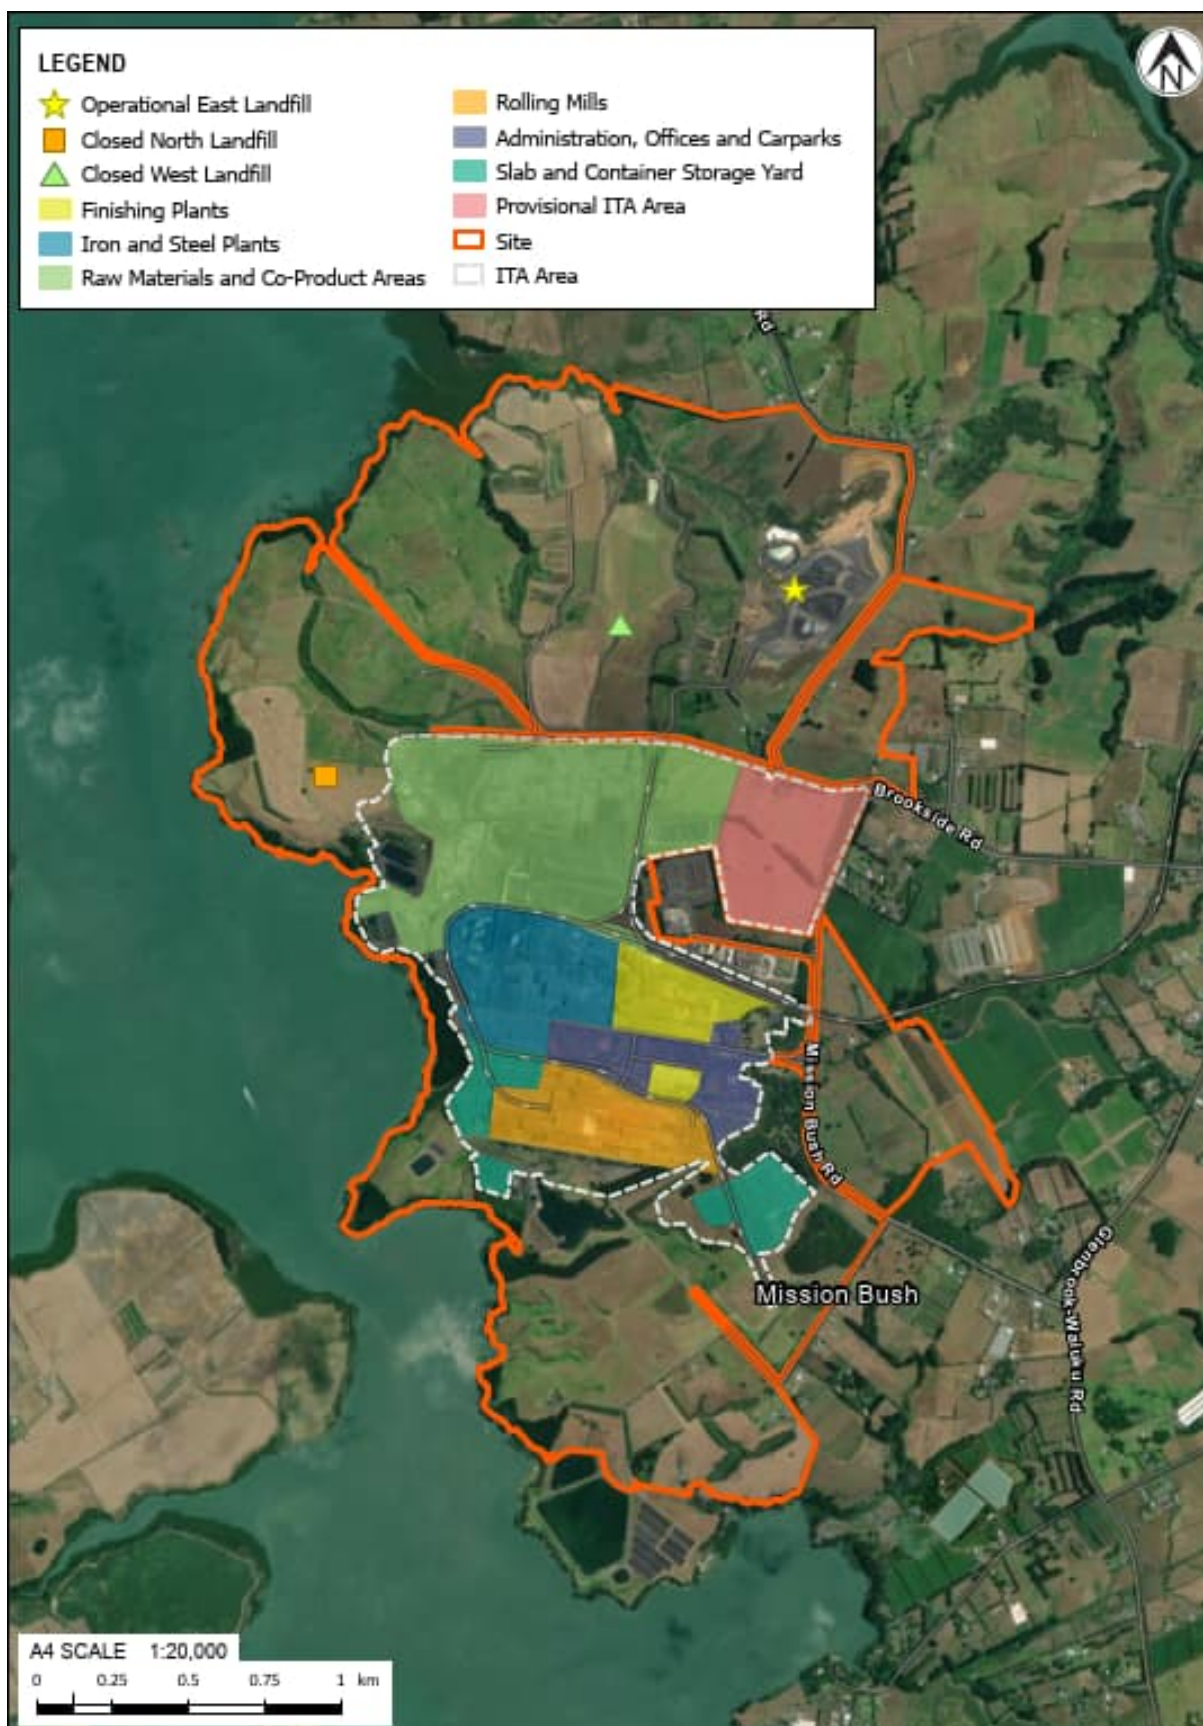 LEGEND
Operational East Landfill
Closed North Landfill
Closed West Landfill
Finishing Plants
Iron and Steel Plants
Raw Materials and Co-Product Areas
Rolling Mills
Administration, Offices and Carparks
Slab and Container Storage Yard
Provisional ITA Area
Site
ITA Area
N
Rd
Brookside Rd
Mission Bush Rd
Mission Bush
Glenbrook-Waiuku Rd
A4 SCALE 1:20,000
0 0.25 0.5 0.75 1 km